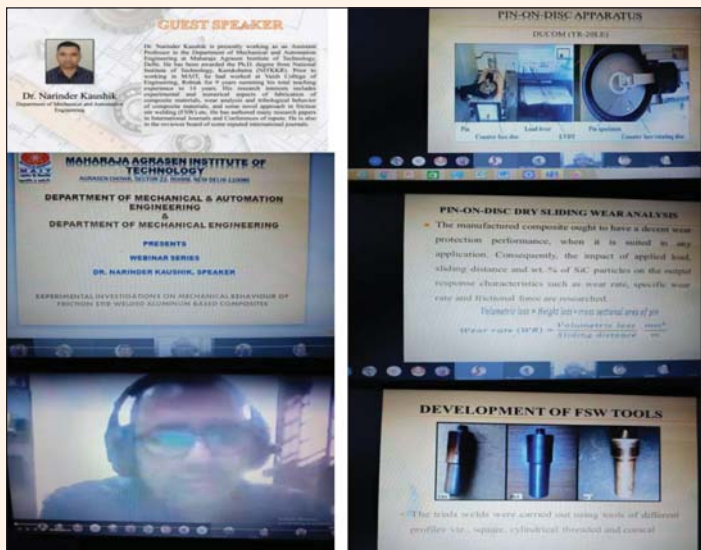 GUEST SPEAKER
Dr. Narinder Kaushik is presently working as an Assistant
Professor in the Department of Mechanical and Automation
Engineering at Maharaja Agrasen Institute of Technology,
Delhi. He has been awarded the Ph.D. degree from National
Institute of Technology, Kurukshetra (NITKKR). Prior to
working in MAIT, he had worked at Vaish College of
Engineering, Rohtak for 9 years summing his total teaching
experience to 14 years. His research interests includes
experimental and numerical aspects of fabrication of
composite materials, wear analysis and tribological behavior
of composite materials, and some novel approach in friction
stir welding (FSW) etc. He has authored many research papers
in International Journals and Conferences of repute. He is also
in the reviewer board of some reputed international journals.
Dr. Narinder Kaushik
Department of Mechanical and Automation
Engineering
MAIT
MAHARAJA AGRASEN INSTITUTE OF
TECHNOLOGY
AGRASEN CHOWK, SECTOR 22, ROHINI, NEW DELHI-110086
DEPARTMENT OF MECHANICAL & AUTOMATION
ENGINEERING
&
DEPARTMENT OF MECHANICAL ENGINEERING
PRESENTS
WEBINAR SERIES
DR. NARINDER KAUSHIK, SPEAKER
EXPERIMENTAL INVESTIGATIONS ON MECHANICAL BEHAVIOUR OF
FRICTION STIR WELDED ALUMINUM BASED COMPOSITES
PIN-ON-DISC APPARATUS
DUCOM (TR-20LE)
Pin
Counter face disc
Load lever
LVDT
Pin specimen
Counter face rotating disc
PIN-ON-DISC DRY SLIDING WEAR ANALYSIS
The manufactured composite ought to have a decent wear
protection performance, when it is suited in any
application. Consequently, the impact of applied load,
sliding distance and wt. % of SiC particles on the output
response characteristics such as wear rate, specific wear
rate and frictional force are researched.
Volumetric loss = Height loss × cross sectional area of pin
Wear rate (WR) = Volumetric loss / Sliding distance mm³ / m
DEVELOPMENT OF FSW TOOLS
The trials welds were carried out using tools of different
profiles viz., square, cylindrical threaded and conical